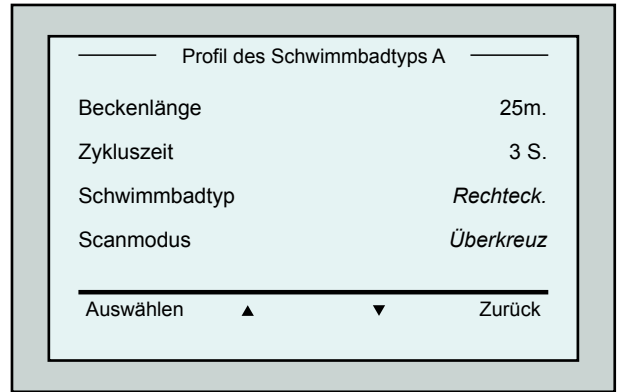 Profil des Schwimmbadtyps A
Beckenlänge 25m.
Zykluszeit 3 S.
Schwimmbadtyp Rechteck.
Scanmodus Überkreuz
Auswählen ▲ ▼ Zurück